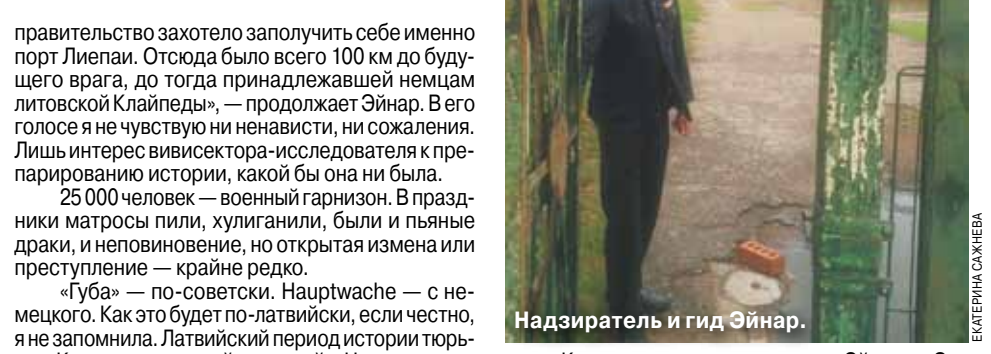 правительство захотело заполучить себе именно
порт Лиепаи. Отсюда было всего 100 км до буду-
щего врага, до тогда принадлежавшей немцам
литовской Клайпеды», — продолжает Эйнар. В его
голосе я не чувствую ни ненависти, ни сожаления.
Лишь интерес вивисектора-исследователя к пре-
парированию истории, какой бы она ни была.
25 000 человек — военный гарнизон. В празд-
ники матросы пили, хулиганили, были и пьяные
драки, и неповиновение, но открытая измена или
преступление — крайне редко.
«Губа» — по-советски. Hauptwache — с не-
мецкого. Как это будет по-латвийски, если честно,
я не запомнила. Латвийский период истории тюрь-
Надзиратель и гид Эйнар.
ЕКАТЕРИНА САЖНЕВА